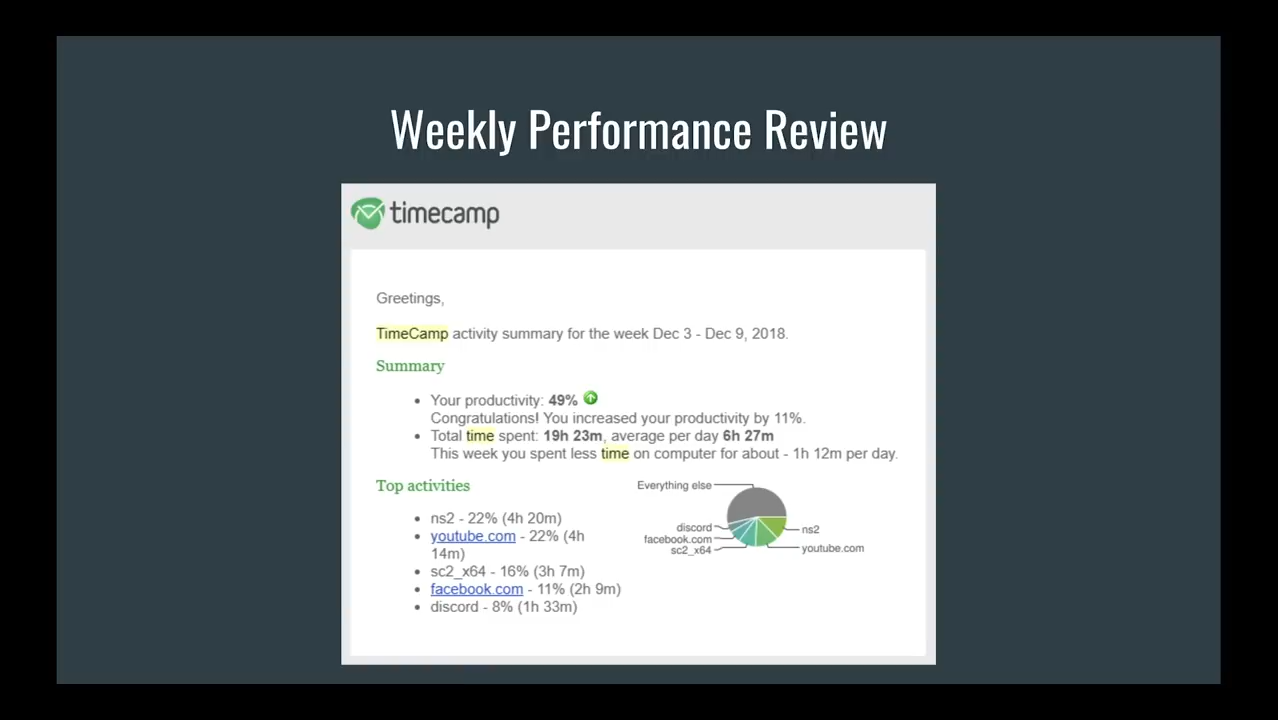 Weekly Performance Review
timecamp
Greetings,
TimeCamp activity summary for the week Dec 3 - Dec 9, 2018.
Summary
• Your productivity: 49%
Congratulations! You increased your productivity by 11%.
• Total time spent: 19h 23m, average per day 6h 27m
This week you spent less time on computer for about - 1h 12m per day.
Top activities
• ns2 - 22% (4h 20m)
• youtube.com - 22% (4h
14m)
• sc2_x64 - 16% (3h 7m)
• facebook.com - 11% (2h 9m)
• discord - 8% (1h 33m)
Everything else
discord
facebook.com
sc2_x64
ns2
youtube.com